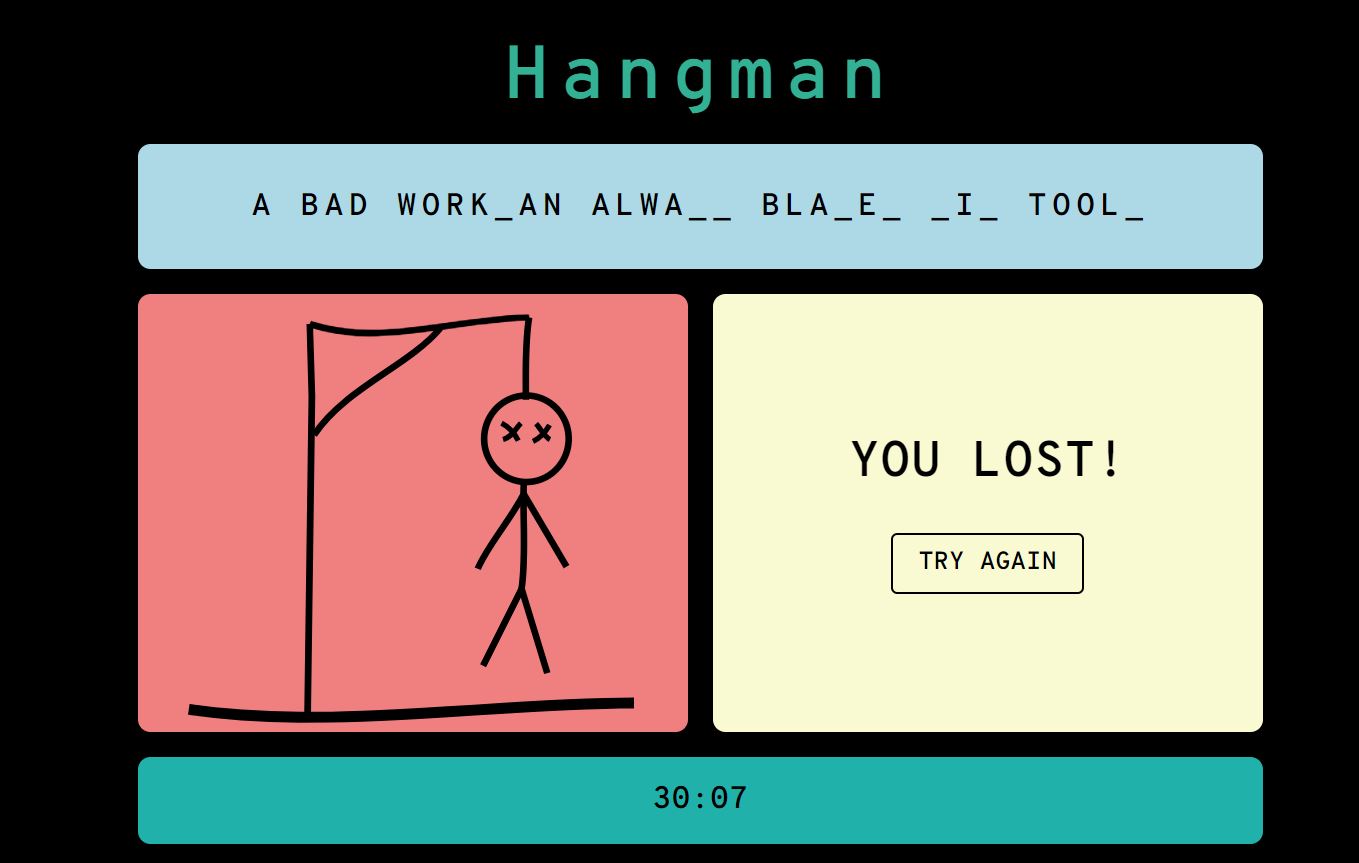 Hangman
A BAD WORK_AN ALWA__ BLA_E_ _I_ TOOL_
YOU LOST!
TRY AGAIN
30:07